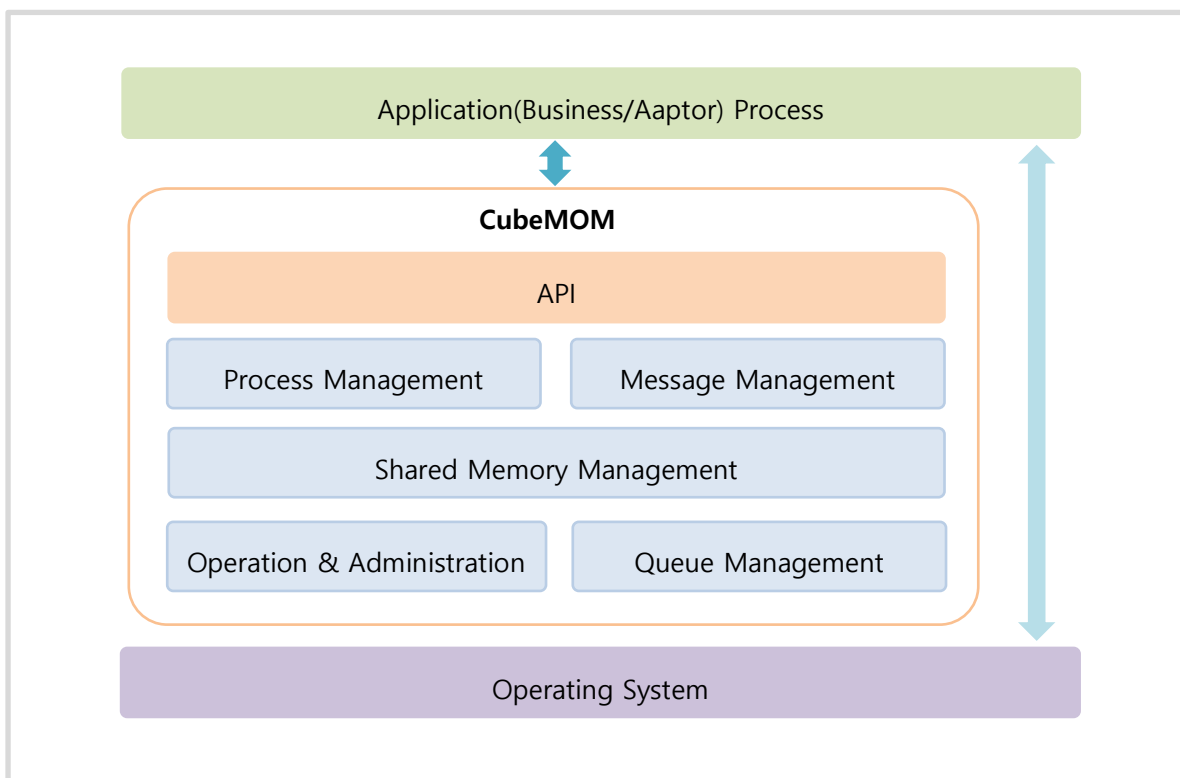 Application(Business/Aaptor) Process
CubeMOM
API
Process Management
Message Management
Shared Memory Management
Operation & Administration
Queue Management
Operating System